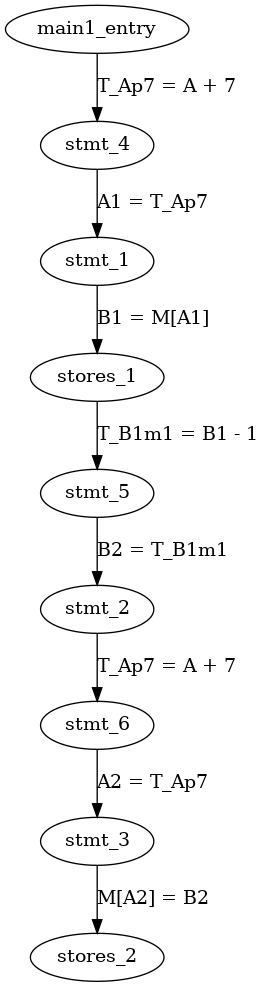 main1_entry
T_Ap7 = A + 7
stmt_4
A1 = T_Ap7
stmt_1
B1 = M[A1]
stores_1
T_B1m1 = B1 - 1
stmt_5
B2 = T_B1m1
stmt_2
T_Ap7 = A + 7
stmt_6
A2 = T_Ap7
stmt_3
M[A2] = B2
stores_2